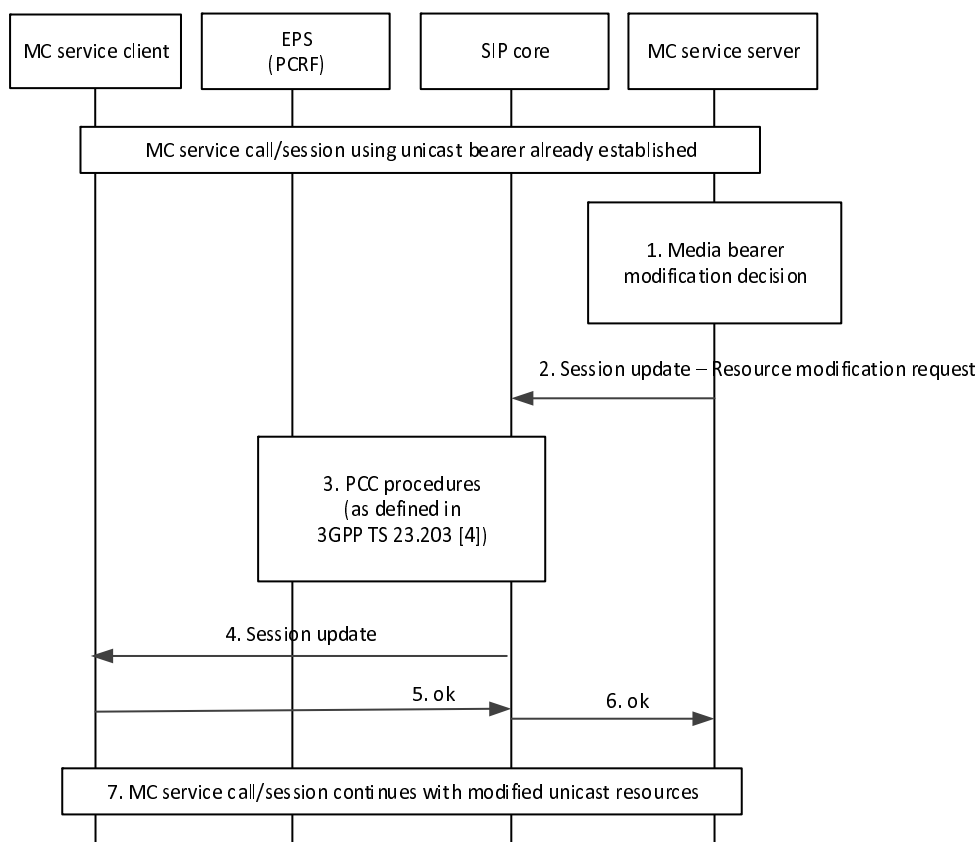 MC service client
EPS
(PCRF)
SIP core
MC service server
MC service call/session using unicast bearer already established
1. Media bearer
modification decision
2. Session update – Resource modification request
3. PCC procedures
(as defined in
3GPP TS 23.203 [4])
4. Session update
5. ok
6. ok
7. MC service call/session continues with modified unicast resources